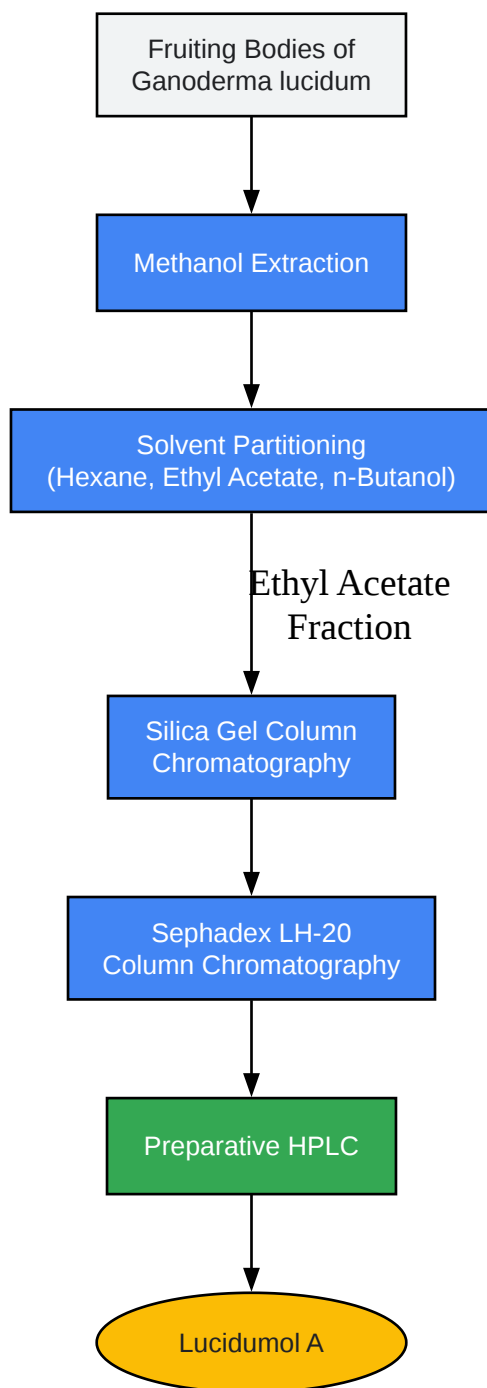 Fruiting Bodies of
Ganoderma lucidum
Methanol Extraction
Solvent Partitioning
(Hexane, Ethyl Acetate, n-Butanol)
Ethyl Acetate
Fraction
Silica Gel Column
Chromatography
Sephadex LH-20
Column Chromatography
Preparative HPLC
Lucidumol A